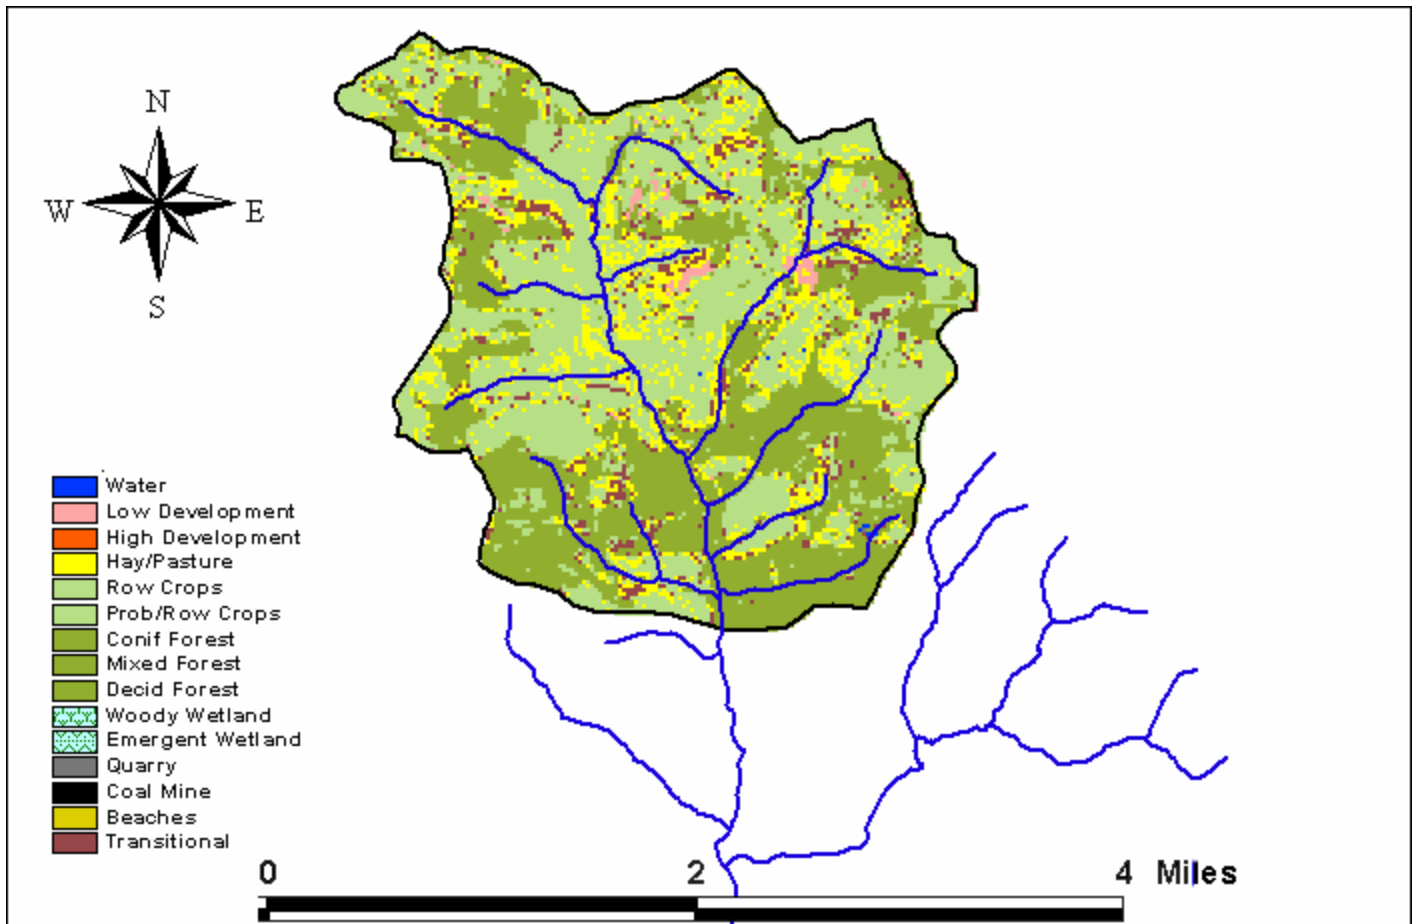 N
W E
S
Water
Low Development
High Development
Hay/Pasture
Row Crops
Prob/Row Crops
Conif Forest
Mixed Forest
Decid Forest
Woody Wetland
Emergent Wetland
Quarry
Coal Mine
Beaches
Transitional
0 2 4 Miles